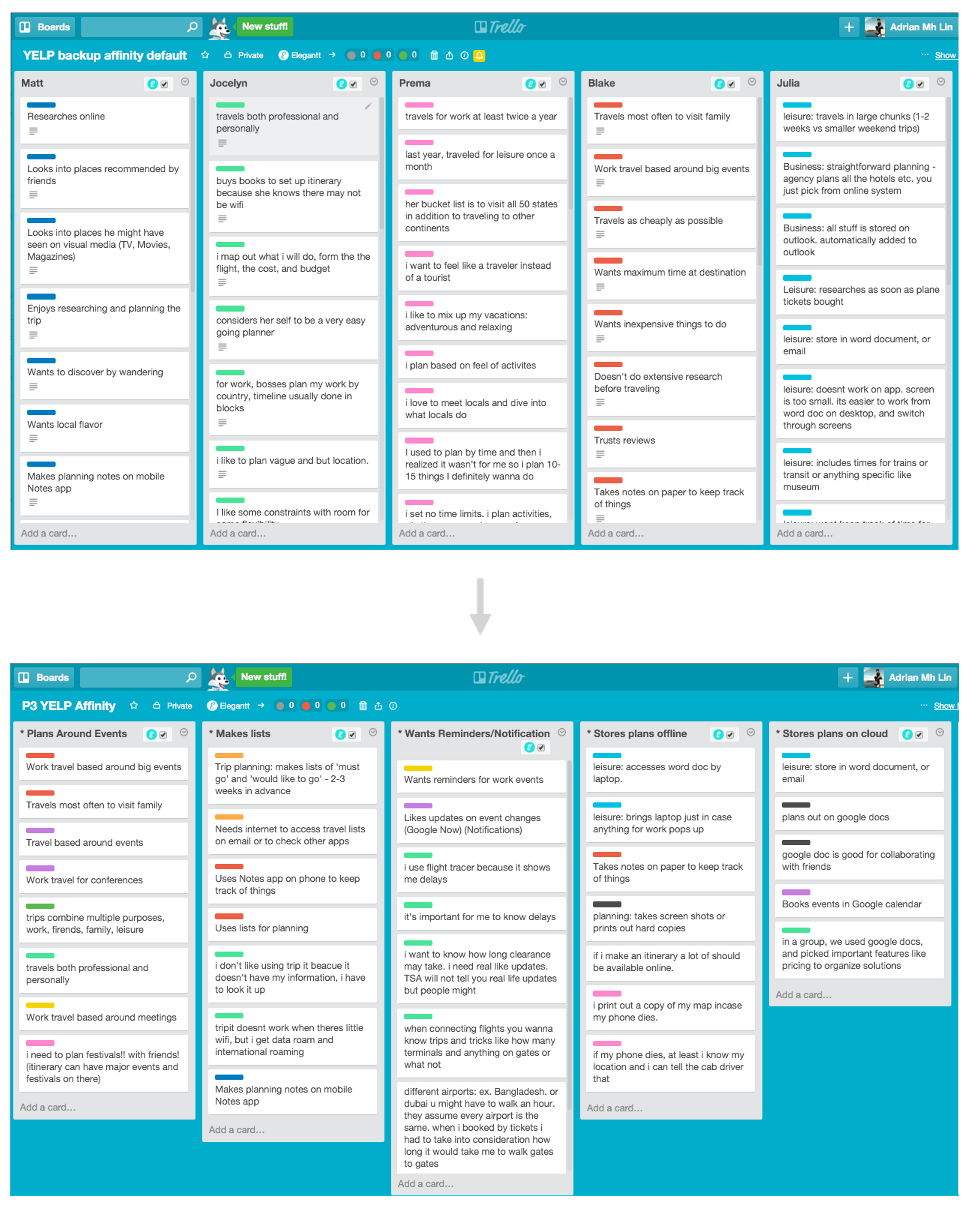 Boards
New stuff!
Trello
+
Adrian Mh Lin
YELP backup affinity default
Private
Elegantt →
0
0
0
... Show
Matt
Researches online
Looks into places recommended by
friends
Looks into places he might have
seen on visual media (TV, Movies,
Magazines)
Enjoys researching and planning the
trip
Wants to discover by wandering
Wants local flavor
Makes planning notes on mobile
Notes app
Add a card...
Jocelyn
travels both professional and
personally
buys books to set up itinerary
because she knows there may not
be wifi
i map out what i will do, form the the
flight, the cost, and budget
considers her self to be a very easy
going planner
for work, bosses plan my work by
country, timeline usually done in
blocks
i like to plan vague and but location.
I like some constraints with room for
some flexibility
Add a card...
Prema
travels for work at least twice a year
last year, traveled for leisure once a
month
her bucket list is to visit all 50 states
in addition to traveling to other
continents
i want to feel like a traveler instead
of a tourist
i like to mix up my vacations:
adventurous and relaxing
i plan based on feel of activites
i love to meet locals and dive into
what locals do
I used to plan by time and then i
realized it wasn't for me so i plan 10-
15 things I definitely wanna do
i set no time limits. i plan activities,
Add a card...
Blake
Travels most often to visit family
Work travel based around big events
Travels as cheaply as possible
Wants maximum time at destination
Wants inexpensive things to do
Doesn't do extensive research
before traveling
Trusts reviews
Takes notes on paper to keep track
of things
Add a card...
Julia
leisure: travels in large chunks (1-2
weeks vs smaller weekend trips)
Business: straightforward planning -
agency plans all the hotels etc. you
just pick from online system
Business: all stuff is stored on
outlook. automatically added to
outlook
Leisure: researches as soon as plane
tickets bought
leisure: store in word document, or
email
leisure: doesnt work on app. screen
is too small. its easier to work from
word doc on desktop, and switch
through screens
leisure: includes times for trains or
transit or anything specific like
museum
Add a card...
Boards
New stuff!
Trello
+
Adrian Mh Lin
P3 YELP Affinity
Private
Elegantt →
0
0
0
... Show
* Plans Around Events
Work travel based around big events
Travels most often to visit family
Travel based around events
Work travel for conferences
trips combine multiple purposes,
work, firends, family, leisure
travels both professional and
personally
Work travel based around meetings
i need to plan festivals!! with friends!
(itinerary can have major events and
festivals on there)
Add a card...
* Makes lists
Trip planning: makes lists of 'must
go' and 'would like to go' - 2-3
weeks in advance
Needs internet to access travel lists
on email or to check other apps
Uses Notes app on phone to keep
track of things
Uses lists for planning
i don't like using trip it beacue it
doesn't have my information, i have
to look it up
tripit doesnt work when theres little
wifi, but i get data roam and
international roaming
Makes planning notes on mobile
Notes app
Add a card...
* Wants Reminders/Notification
Wants reminders for work events
Likes updates on event changes
(Google Now) (Notifications)
i use flight tracer because it shows
me delays
it's important for me to know delays
i want to know how long clearance
may take. i need real like updates.
TSA will not tell you real life updates
but people might
when connecting flights you wanna
know trips and tricks like how many
terminals and anything on gates or
what not
different airports: ex. Bangladesh. or
dubai u might have to walk an hour.
they assume every airport is the
same. when i booked by tickets i
had to take into consideration how
long it would take me to walk gates
to gates
Add a card...
* Stores plans offline
leisure: accesses word doc by
laptop.
leisure: brings laptop just in case
anything for work pops up
Takes notes on paper to keep track
of things
planning: takes screen shots or
prints out hard copies
if i make an itinerary a lot of should
be available online.
i print out a copy of my map incase
my phone dies.
if my phone dies, at least i know my
location and i can tell the cab driver
that
Add a card...
* Stores plans on cloud
leisure: store in word document, or
email
plans out on google docs
google doc is good for collaborating
with friends
Books events in Google calendar
in a group, we used google docs,
and picked important features like
pricing to organize solutions
Add a card...